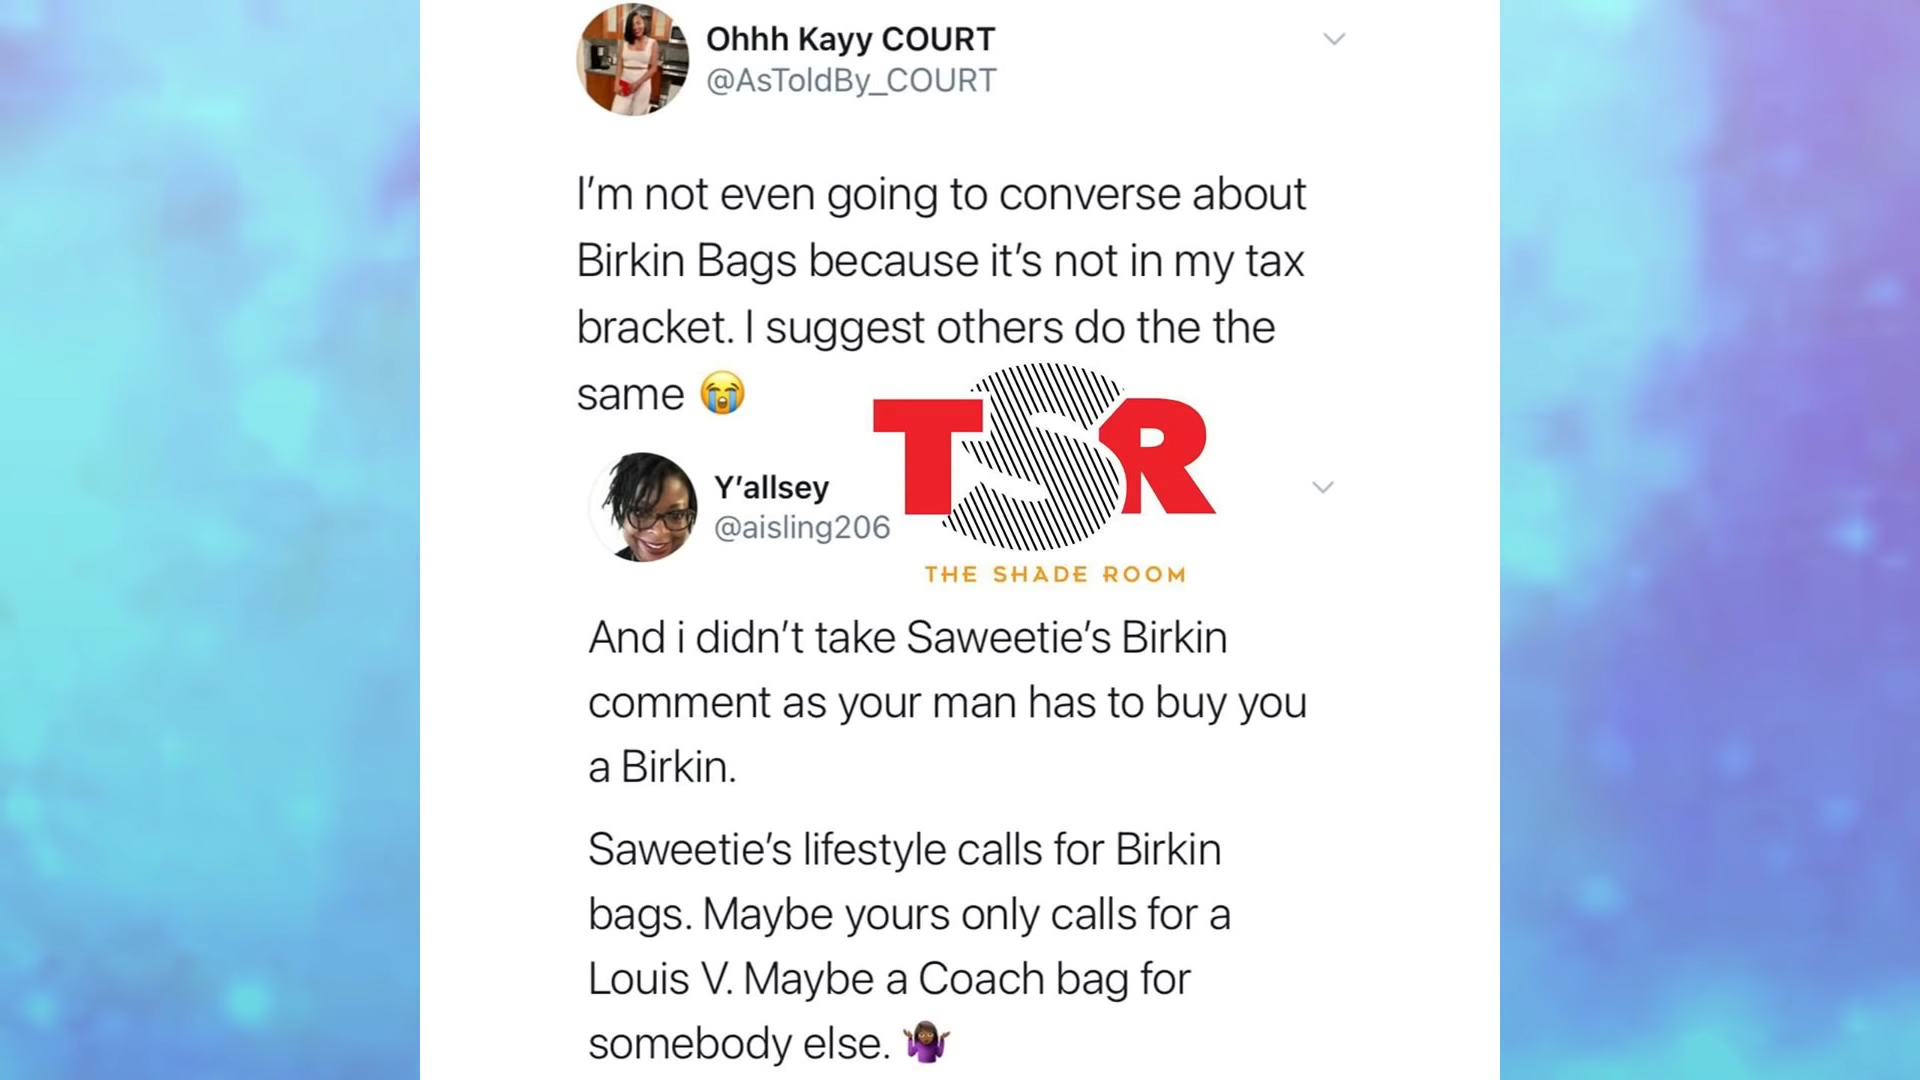 Ohhh Kayy COURT
@AsToldBy_COURT
I'm not even going to converse about
Birkin Bags because it's not in my tax
bracket. I suggest others do the the
same 😭
TSR
THE SHADE ROOM
Y'allsey
@aisling206
And i didn't take Saweetie's Birkin
comment as your man has to buy you
a Birkin.
Saweetie's lifestyle calls for Birkin
bags. Maybe yours only calls for a
Louis V. Maybe a Coach bag for
somebody else. 🤷🏾‍♀️